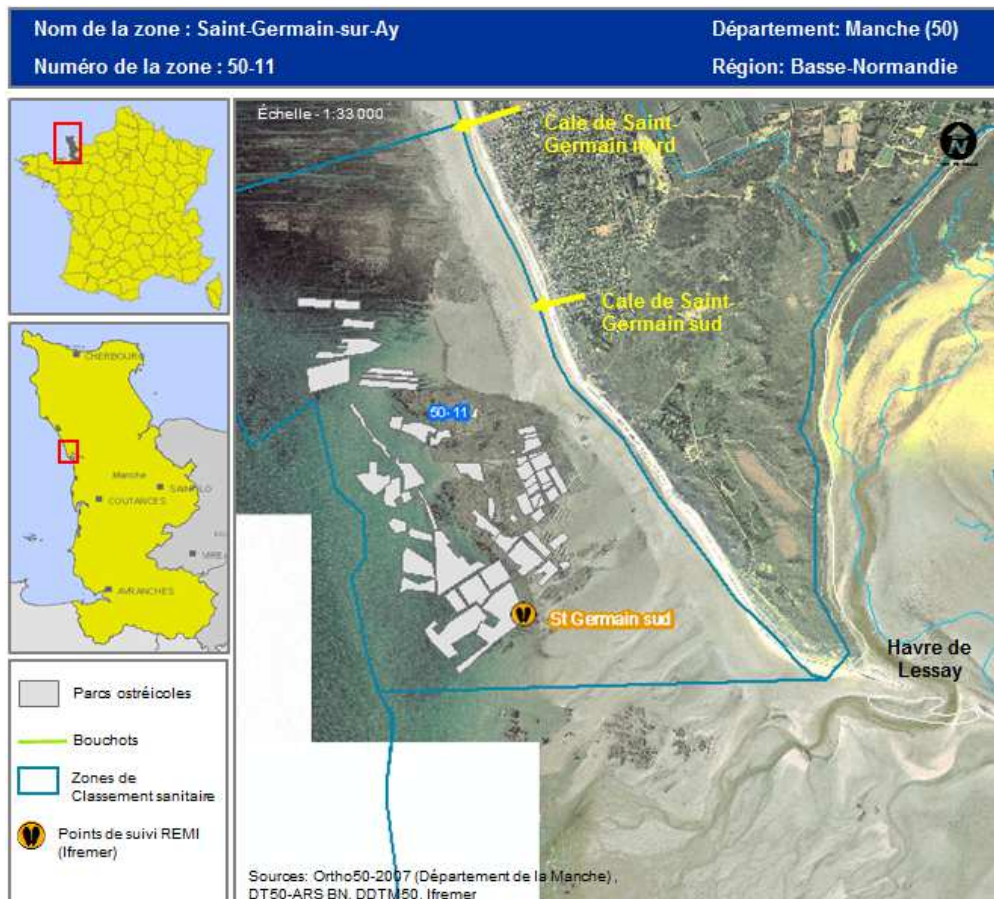 Nom de la zone : Saint-Germain-sur-Ay
Département: Manche (50)
Numéro de la zone : 50-11
Région: Basse-Normandie
Échelle - 1:33 000
Cale de Saint-
Germain nord
N
Cale de Saint-
Germain sud
50-11
St Germain sud
Havre de
Lessay
CHERBOURG
Manche
COUTANCES
AVRANCHES
Parcs ostréicoles
Bouchots
Zones de
Classement sanitaire
Points de suivi REMI
(Ifremer)
Sources: Ortho50-2007 (Département de la Manche) ,
DT50-ARS BN, DDTM50, Ifremer